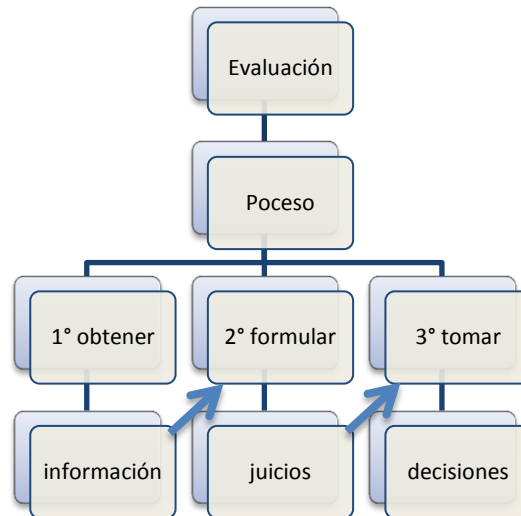 Evaluación
Poceso
1° obtener
2° formular
3° tomar
información
juicios
decisiones